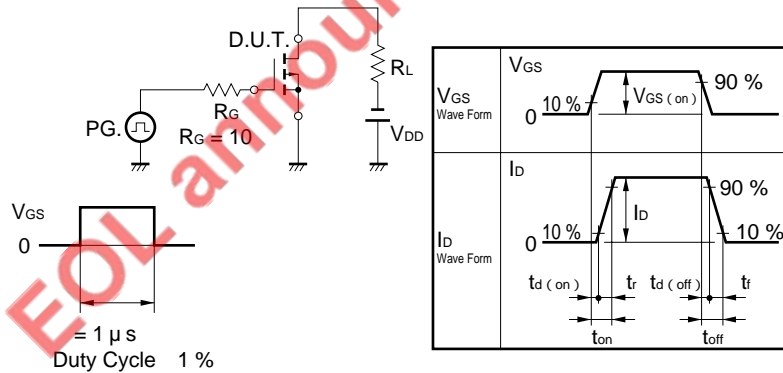 EOL announ
D.U.T.
RL
RG
PG.
RG = 10
VDD
VGS
0
= 1 μ s
Duty Cycle 1 %
VGS
Wave Form
VGS
10 %
0
VGS ( on )
90 %
ID
Wave Form
ID
10 %
0
ID
90 %
10 %
td ( on )
tr
td ( off )
tf
ton
toff